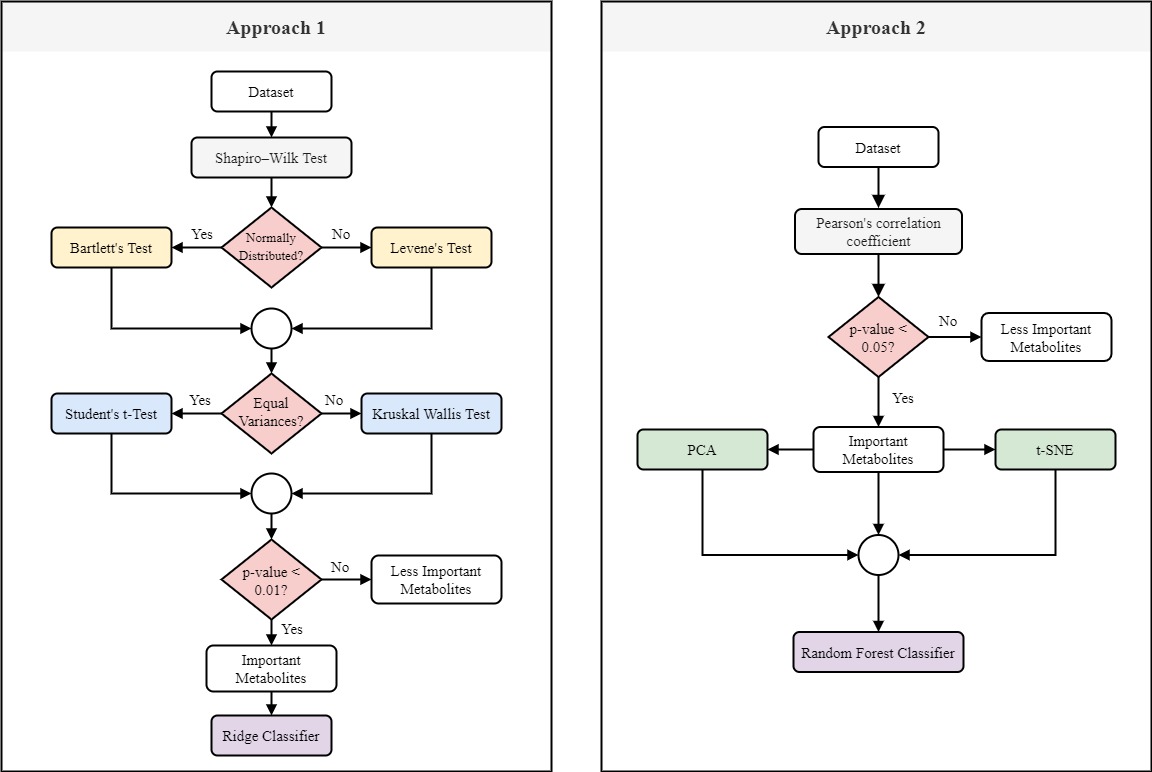 Approach 1
Dataset
Shapiro–Wilk Test
Normally
Distributed?
Yes
No
Bartlett's Test
Levene's Test
Equal
Variances?
Yes
No
Student's t-Test
Kruskal Wallis Test
p-value <
0.01?
No
Less Important
Metabolites
Yes
Important
Metabolites
Ridge Classifier
Approach 2
Dataset
Pearson's correlation
coefficient
p-value <
0.05?
No
Less Important
Metabolites
Yes
Important
Metabolites
PCA
t-SNE
Random Forest Classifier